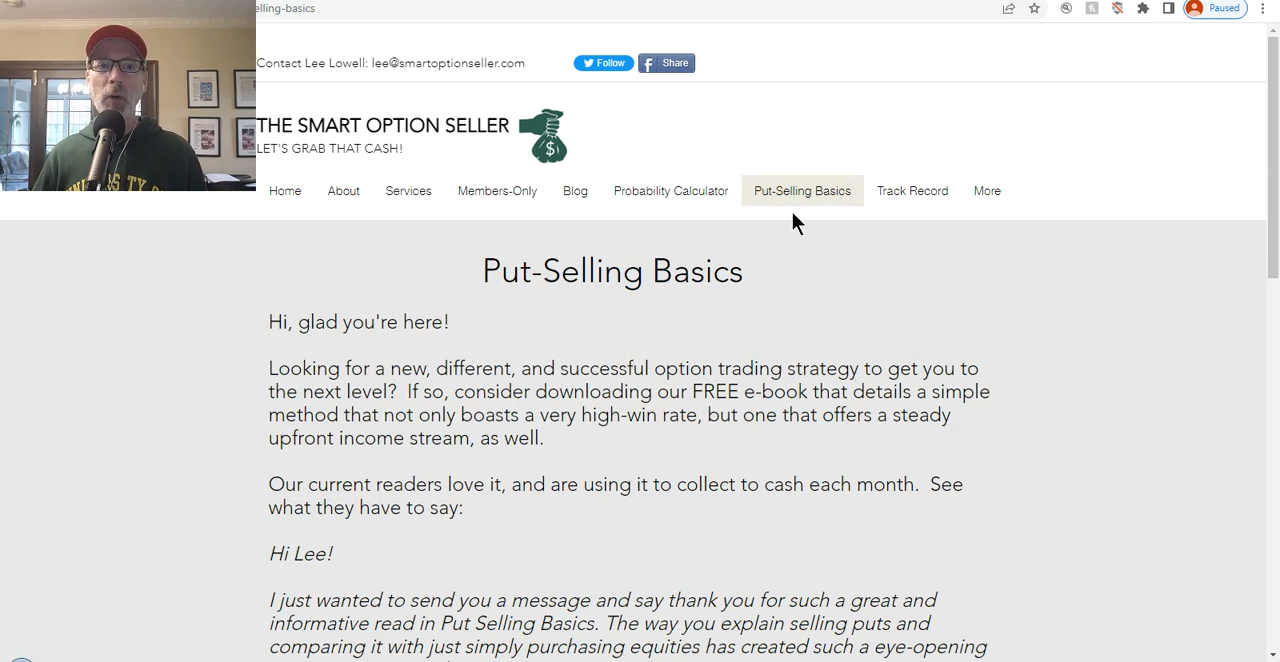 elling-basics
Paused
Contact Lee Lowell: lee@smartoptionseller.com
Follow
Share
THE SMART OPTION SELLER
LET'S GRAB THAT CASH!
$
Home About Services Members-Only Blog Probability Calculator Put-Selling Basics Track Record More
Put-Selling Basics
Hi, glad you're here!
Looking for a new, different, and successful option trading strategy to get you to
the next level? If so, consider downloading our FREE e-book that details a simple
method that not only boasts a very high-win rate, but one that offers a steady
upfront income stream, as well.
Our current readers love it, and are using it to collect to cash each month. See
what they have to say:
Hi Lee!
I just wanted to send you a message and say thank you for such a great and
informative read in Put Selling Basics. The way you explain selling puts and
comparing it with just simply purchasing equities has created such a eye-opening